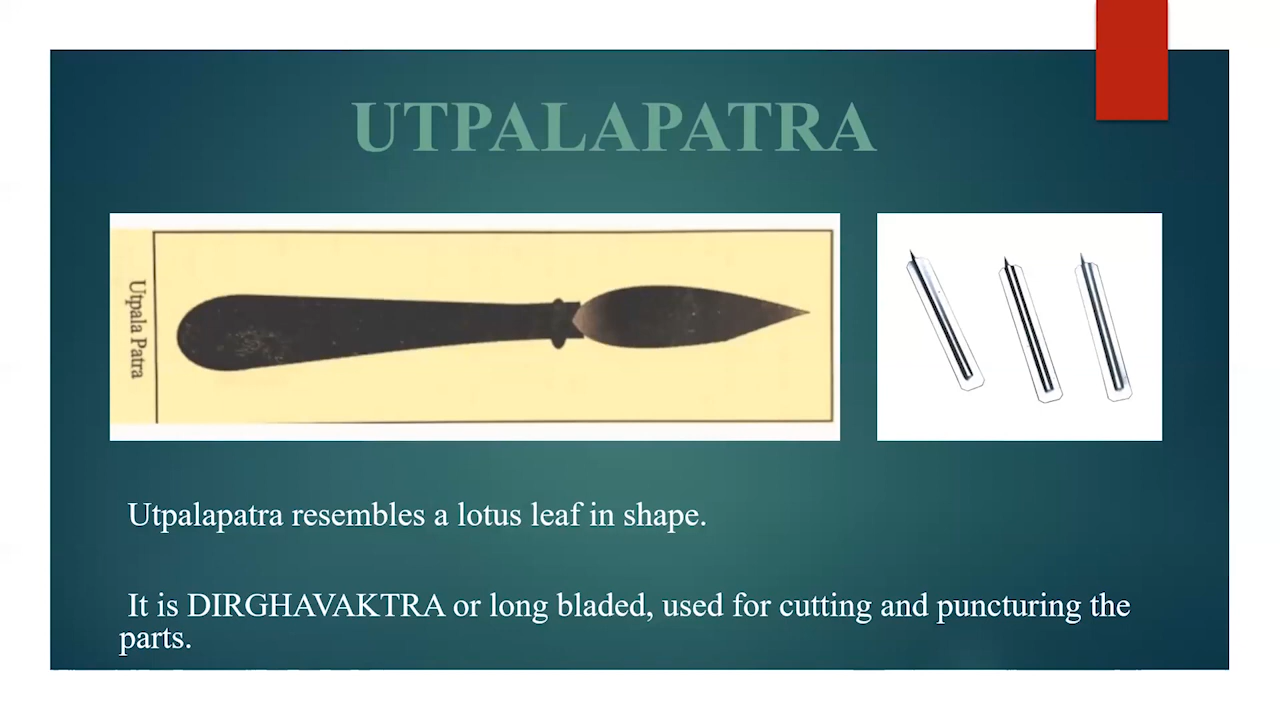 UTPALAPATRA
Utpala Patra
Utpalapatra resembles a lotus leaf in shape.
It is DIRGHAVAKTRA or long bladed, used for cutting and puncturing the
parts.